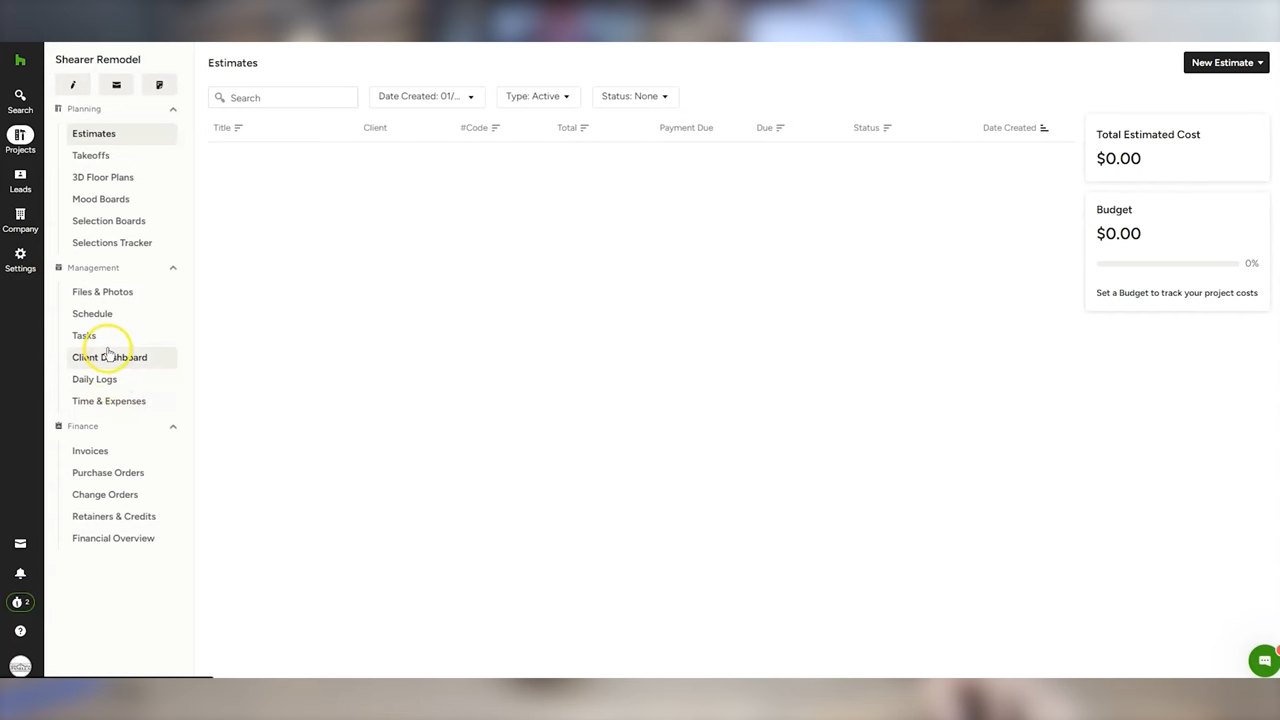 Shearer Remodel
Search
Projects
Leads
Company
Settings
2
Planning
Estimates
Takeoffs
3D Floor Plans
Mood Boards
Selection Boards
Selections Tracker
Management
Files & Photos
Schedule
Tasks
Client Dashboard
Daily Logs
Time & Expenses
Finance
Invoices
Purchase Orders
Change Orders
Retainers & Credits
Financial Overview
Estimates
New Estimate
Search
Date Created: 01/...
Type: Active
Status: None
Title Client #Code Total Payment Due Due Status Date Created
Total Estimated Cost
$0.00
Budget
$0.00
0%
Set a Budget to track your project costs